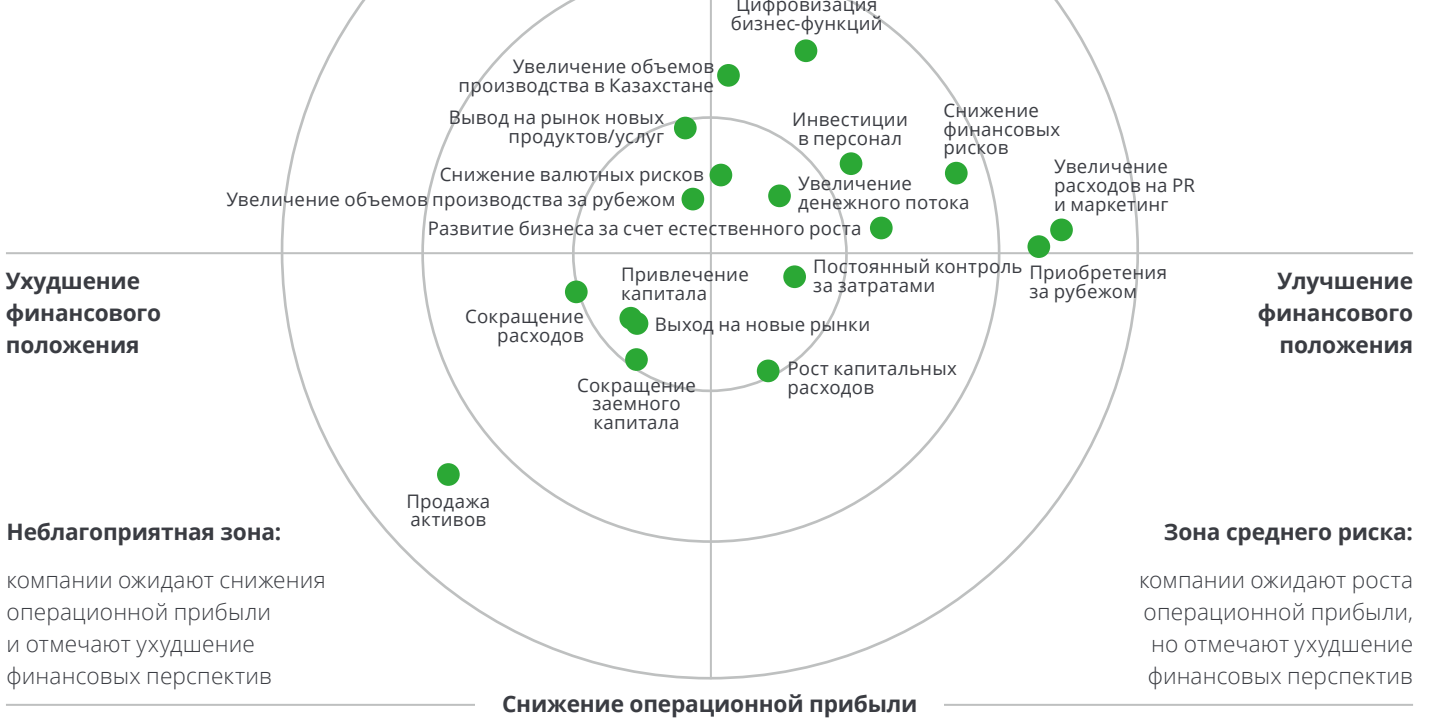 Цифровизация
бизнес-функций
Увеличение объемов
производства в Казахстане
Вывод на рынок новых
продуктов/услуг
Инвестиции
в персонал
Снижение
финансовых
рисков
Увеличение
расходов на PR
и маркетинг
Снижение валютных рисков
Увеличение
денежного потока
Увеличение объемов производства за рубежом
Развитие бизнеса за счет естественного роста
Ухудшение
финансового
положения
Привлечение
капитала
Постоянный контроль
за затратами
Приобретения
за рубежом
Улучшение
финансового
положения
Сокращение
расходов
Выход на новые рынки
Сокращение
заемного
капитала
Рост капитальных
расходов
Продажа
активов
Неблагоприятная зона:
компании ожидают снижения
операционной прибыли
и отмечают ухудшение
финансовых перспектив
Зона среднего риска:
компании ожидают роста
операционной прибыли,
но отмечают ухудшение
финансовых перспектив
Снижение операционной прибыли